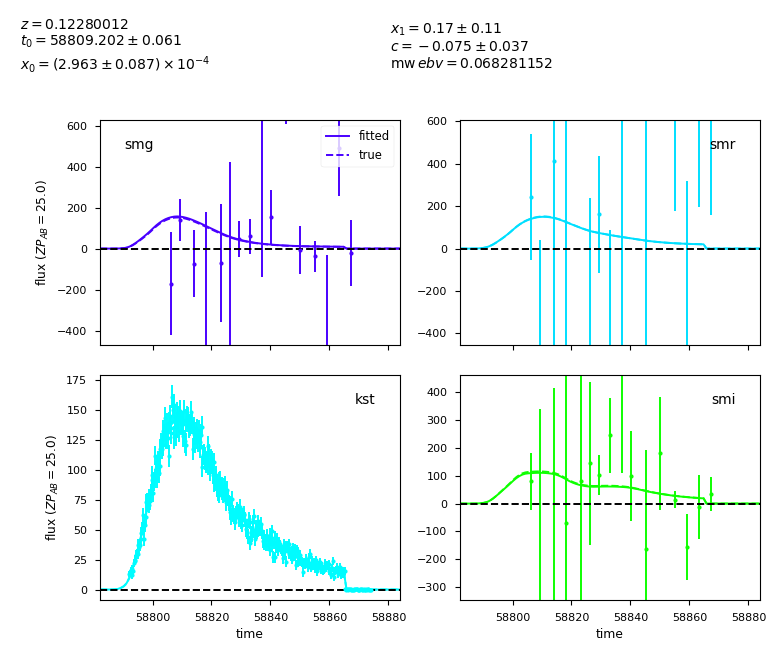 z = 0.12280012
t0 = 58809.202 ± 0.061
x0 = (2.963 ± 0.087) × 10^-4
x1 = 0.17 ± 0.11
c = −0.075 ± 0.037
mw ebv = 0.068281152
smg
fitted
true
600
400
200
0
−200
−400
flux (ZP_AB = 25.0)
smr
600
400
200
0
−200
−400
kst
175
150
125
100
75
50
25
0
flux (ZP_AB = 25.0)
58800 58820 58840 58860 58880
time
smi
400
300
200
100
0
−100
−200
−300
58800 58820 58840 58860 58880
time